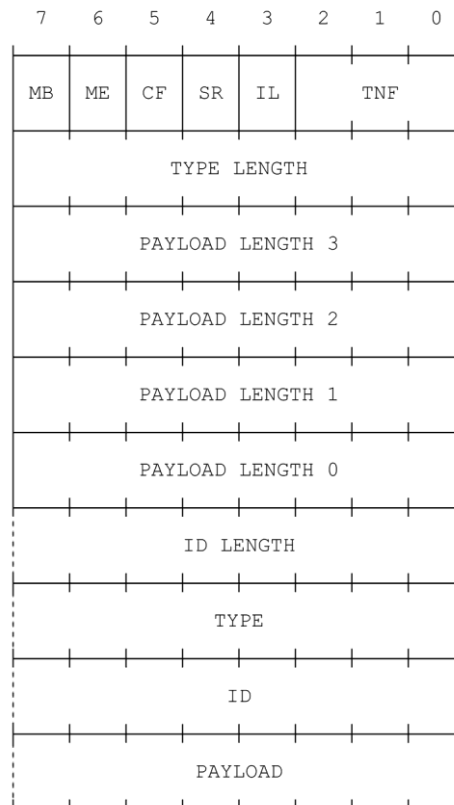 7 6 5 4 3 2 1 0
MB ME CF SR IL TNF
TYPE LENGTH
PAYLOAD LENGTH 3
PAYLOAD LENGTH 2
PAYLOAD LENGTH 1
PAYLOAD LENGTH 0
ID LENGTH
TYPE
ID
PAYLOAD